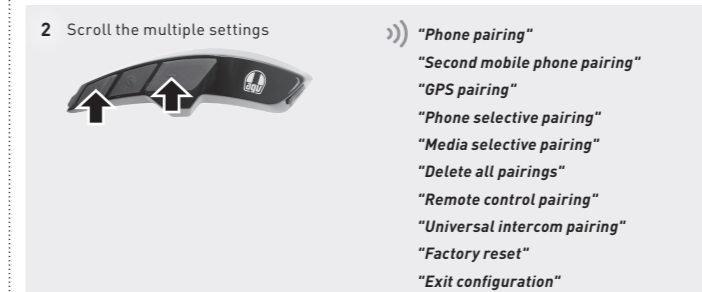 2 Scroll the multiple settings
agv
"Phone pairing"
"Second mobile phone pairing"
"GPS pairing"
"Phone selective pairing"
"Media selective pairing"
"Delete all pairings"
"Remote control pairing"
"Universal intercom pairing"
"Factory reset"
"Exit configuration"